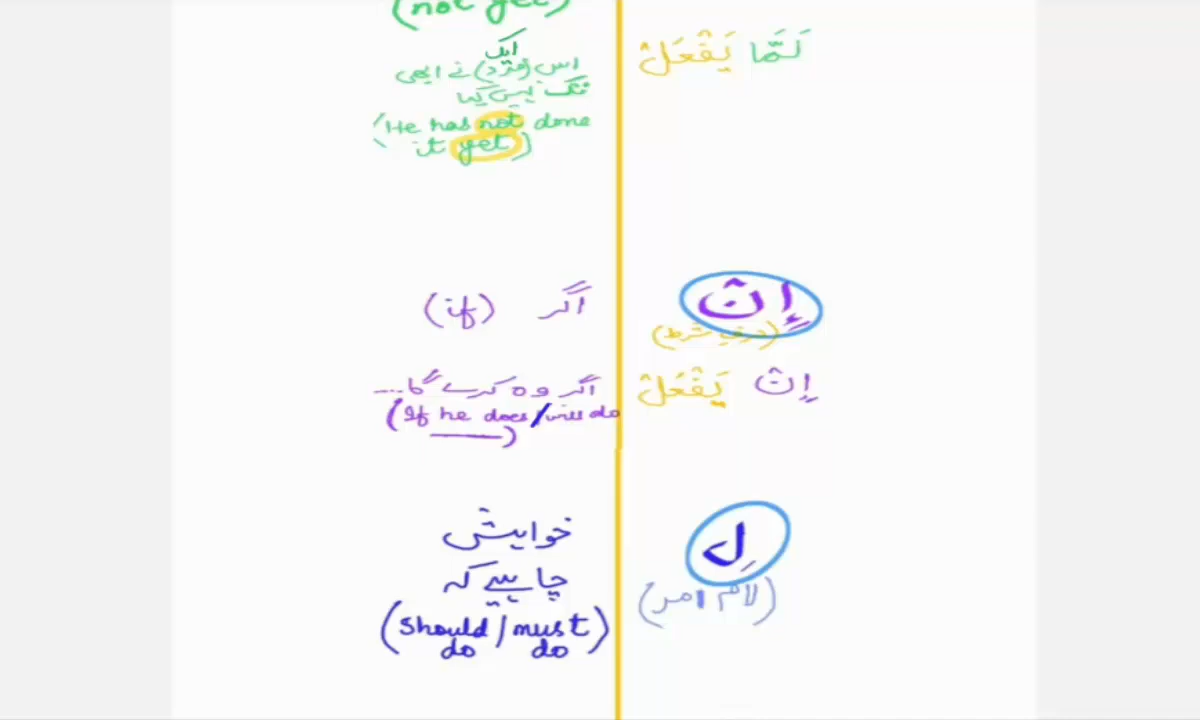 (not yet)
لَمَّا يَفْعَلْ
ایک
اس (فرد) نے ابھی
تک نہیں کیا
(He has not done
it yet)
إِنْ
اگر (if)
(حرفِ شرط)
إِنْ يَفْعَلْ
اگر وہ کرے گا....
(If he does/will do
______)
لِ
خواہش
(لام امر)
چاہیے کہ
(should/must
do do)